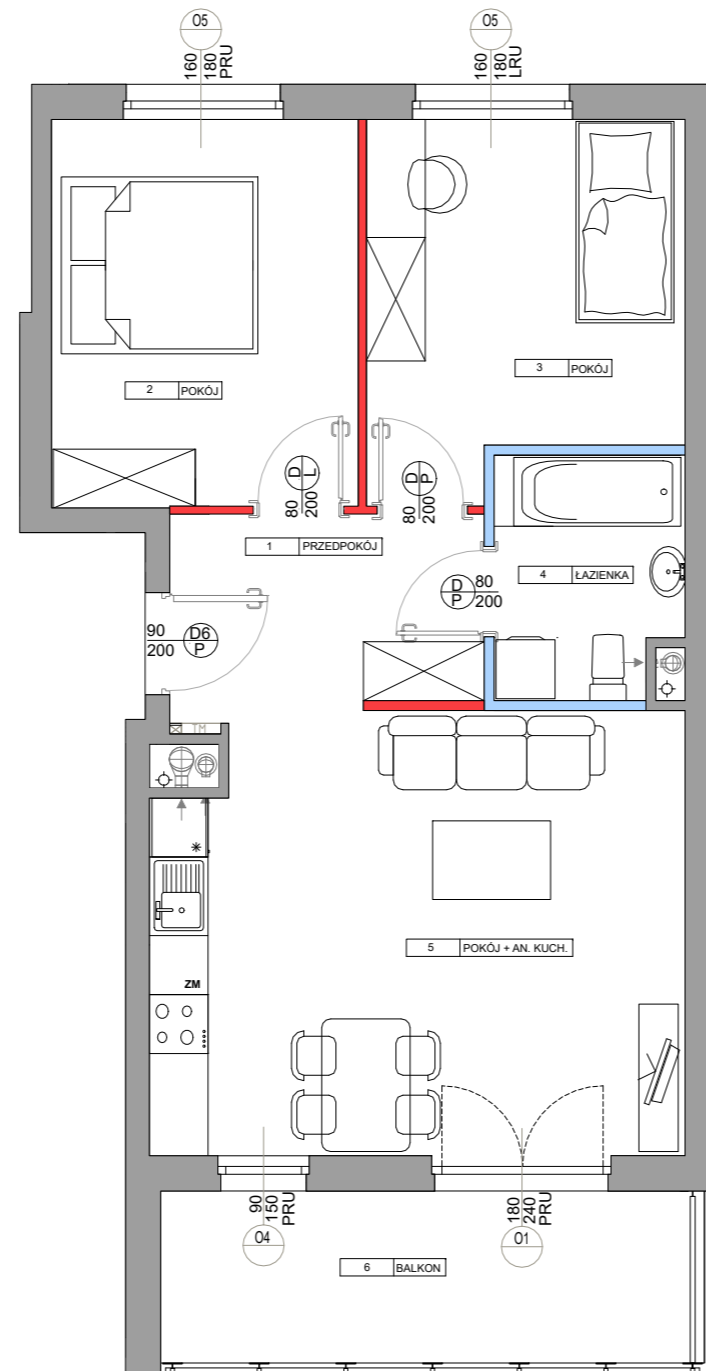 O5
160
180
PRU
O5
160
180
LRU
2 POKÓJ
3 POKÓJ
D
L
80
200
D
P
80
200
1 PRZEDPOKÓJ
4 ŁAZIENKA
D
P
80
200
90
200
D6
P
TM
5 POKÓJ + AN. KUCH.
ZM
90
150
PRU
O4
180
240
PRU
O1
6 BALKON